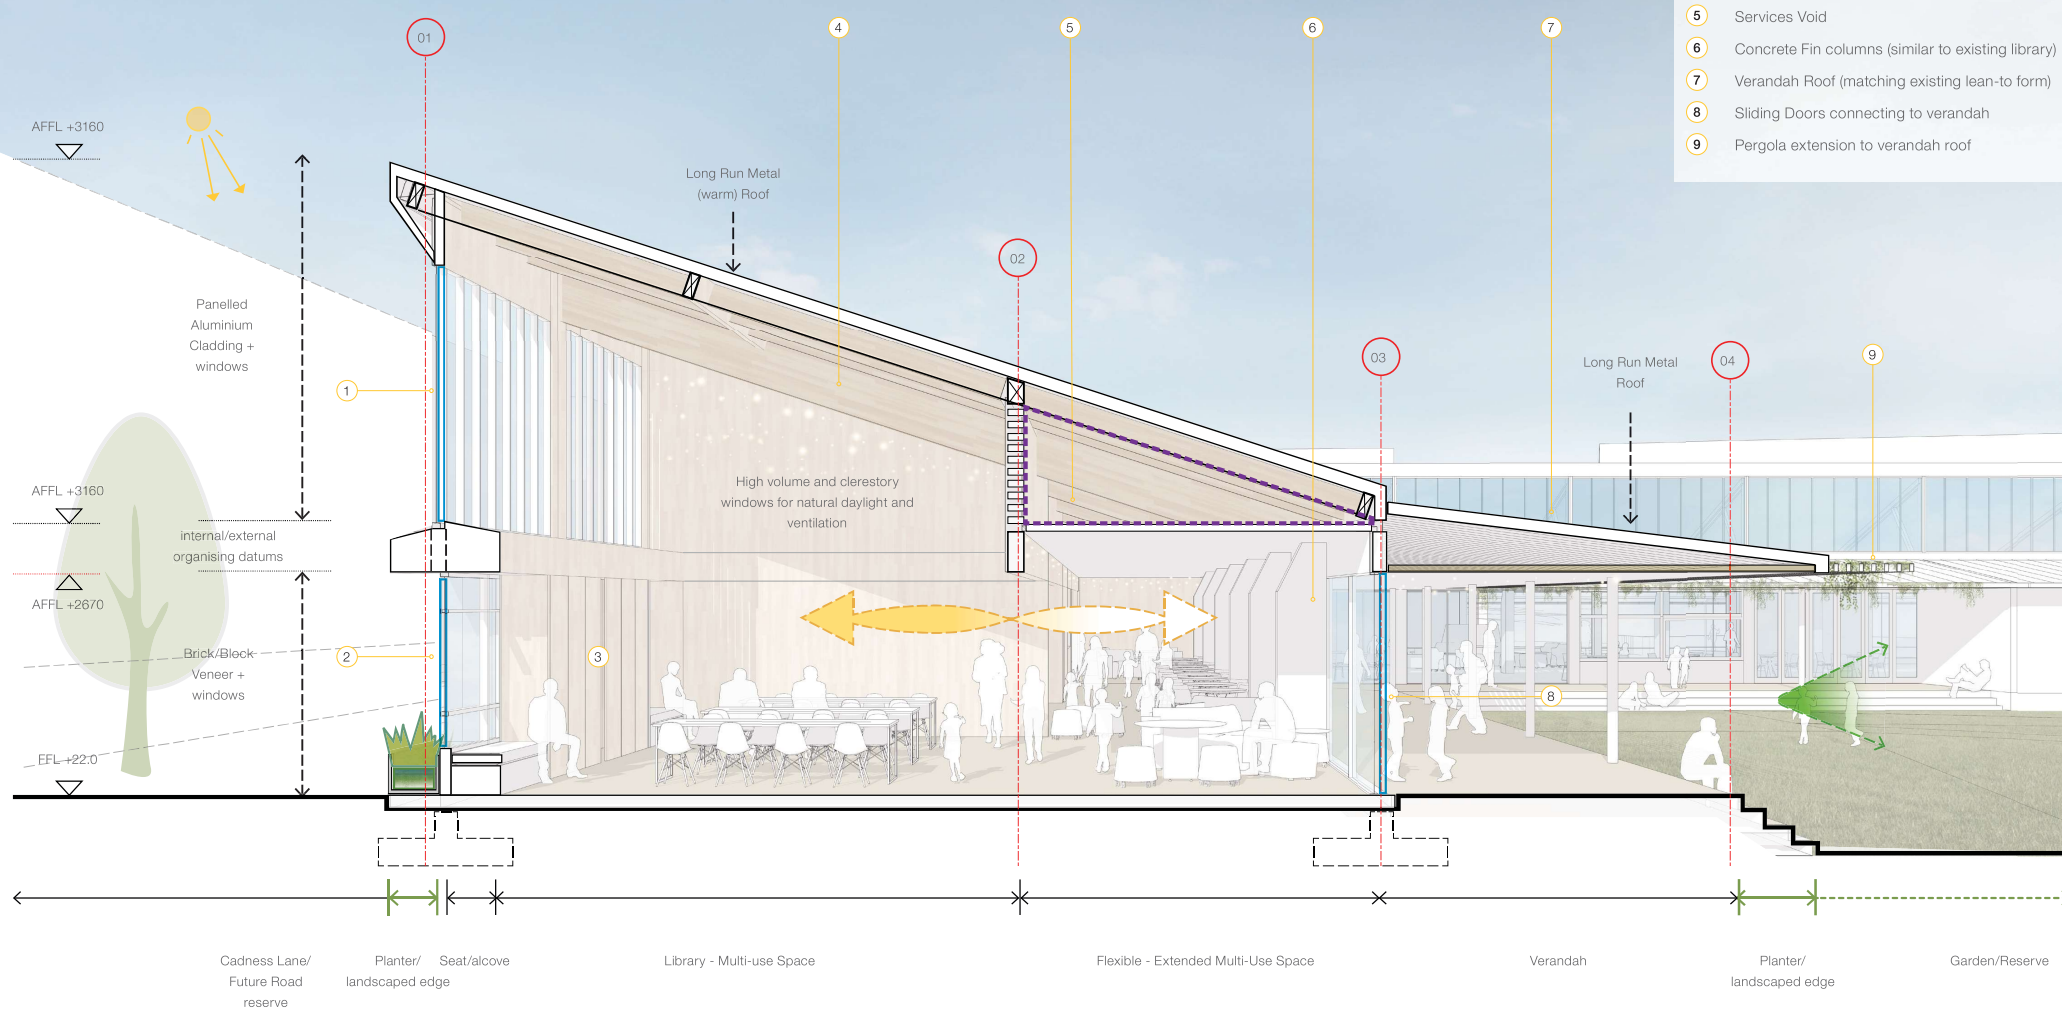 01
4
5
6
7
5 Services Void
6 Concrete Fin columns (similar to existing library)
7 Verandah Roof (matching existing lean-to form)
8 Sliding Doors connecting to verandah
9 Pergola extension to verandah roof
AFFL +3160
Long Run Metal
(warm) Roof
02
Panelled
Aluminium
Cladding +
windows
1
03
Long Run Metal
Roof
04
9
High volume and clerestory
windows for natural daylight and
ventilation
AFFL +3160
internal/external
organising datums
AFFL +2670
Brick/Block
Veneer +
windows
2
3
8
FFL +22.0
Cadness Lane/
Future Road
reserve
Planter/
landscaped edge
Seat/alcove
Library - Multi-use Space
Flexible - Extended Multi-Use Space
Verandah
Planter/
landscaped edge
Garden/Reserve